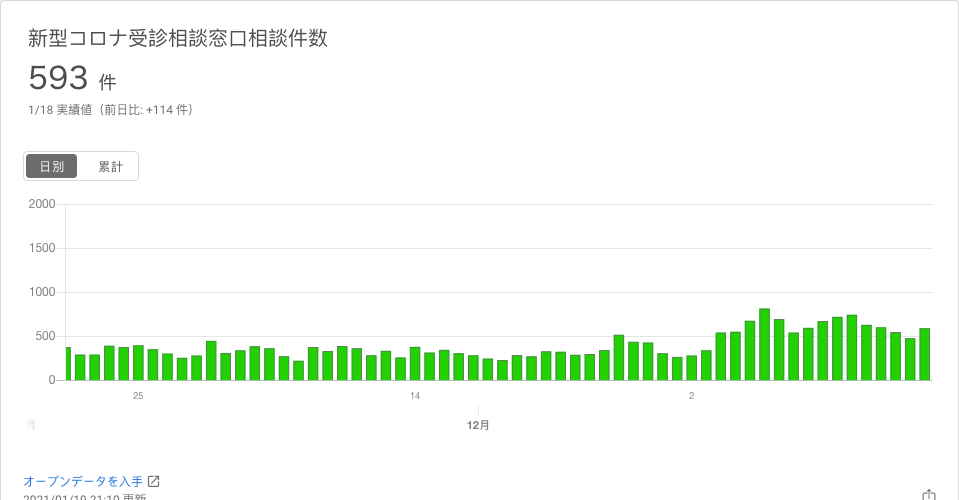 新型コロナ受診相談窓口相談件数
593 件
1/18 実績値（前日比: +114 件）
日別 累計
2000
1500
1000
500
0
25 14 2
月 12月
オープンデータを入手
2021/01/19 21:10 更新